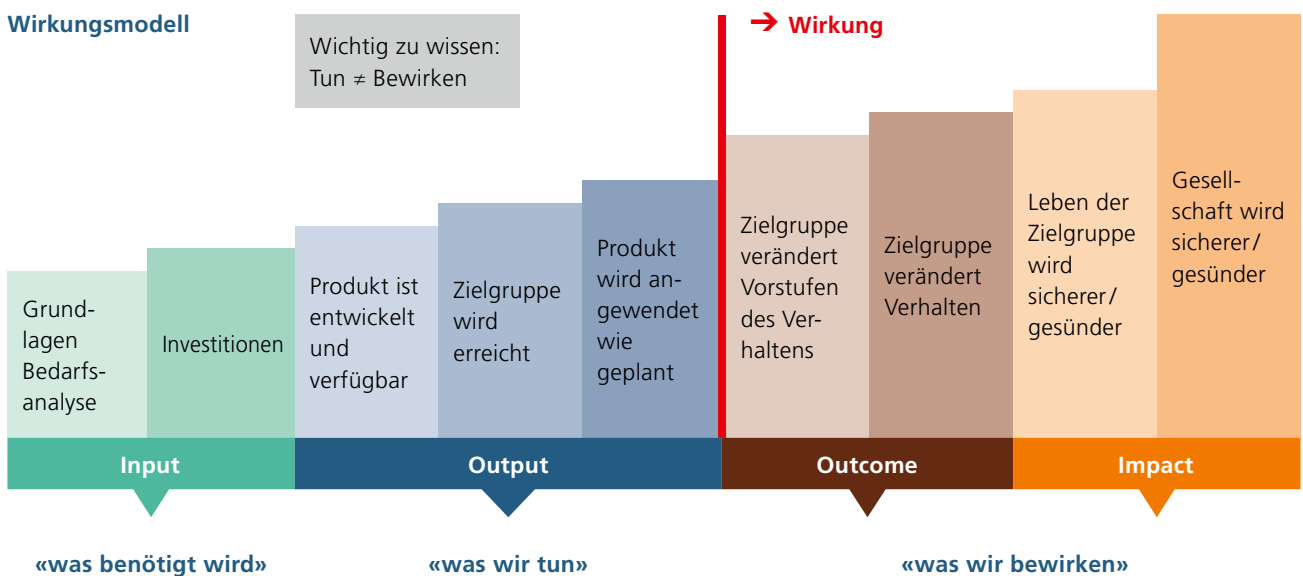 Wirkungsmodell
Wichtig zu wissen:
Tun ≠ Bewirken
➔ Wirkung
Grund-
lagen
Bedarfs-
analyse
Investitionen
Produkt ist
entwickelt
und
verfügbar
Zielgruppe
wird
erreicht
Produkt
wird an-
gewendet
wie
geplant
Zielgruppe
verändert
Vorstufen
des Ver-
haltens
Zielgruppe
verändert
Verhalten
Leben der
Zielgruppe
wird
sicherer/
gesünder
Gesell-
schaft wird
sicherer/
gesünder
Input
Output
Outcome
Impact
«was benötigt wird»
«was wir tun»
«was wir bewirken»